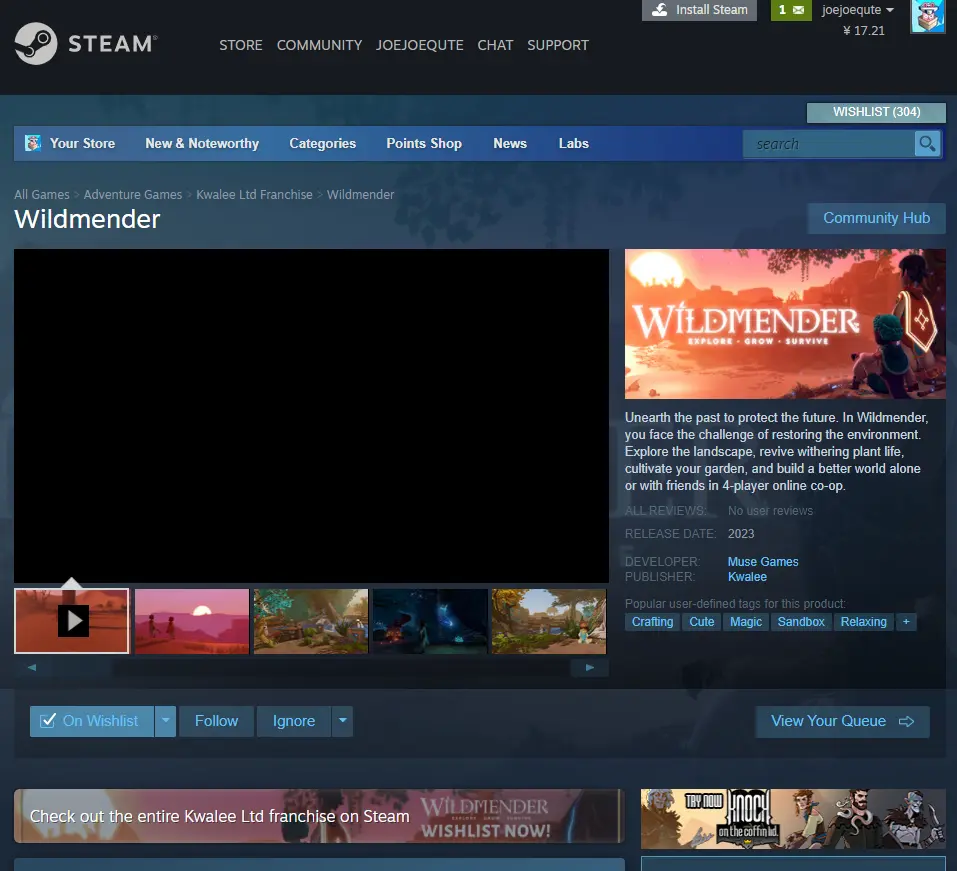 Install Steam
1
joejoequte
¥ 17.21
STEAM®
STORE COMMUNITY JOEJOEQUTE CHAT SUPPORT
WISHLIST (304)
Your Store New & Noteworthy Categories Points Shop News Labs
search
All Games > Adventure Games > Kwalee Ltd Franchise > Wildmender
Wildmender
Community Hub
WILDMENDER
EXPLORE · GROW · SURVIVE
Unearth the past to protect the future. In Wildmender,
you face the challenge of restoring the environment.
Explore the landscape, revive withering plant life,
cultivate your garden, and build a better world alone
or with friends in 4-player online co-op.
ALL REVIEWS: No user reviews
RELEASE DATE: 2023
DEVELOPER: Muse Games
PUBLISHER: Kwalee
Popular user-defined tags for this product:
Crafting Cute Magic Sandbox Relaxing +
On Wishlist Follow Ignore
View Your Queue
Check out the entire Kwalee Ltd franchise on Steam
WILDMENDER
EXPLORE · GROW · SURVIVE
WISHLIST NOW!
TRY NOW
KNOCK
on the coffin lid